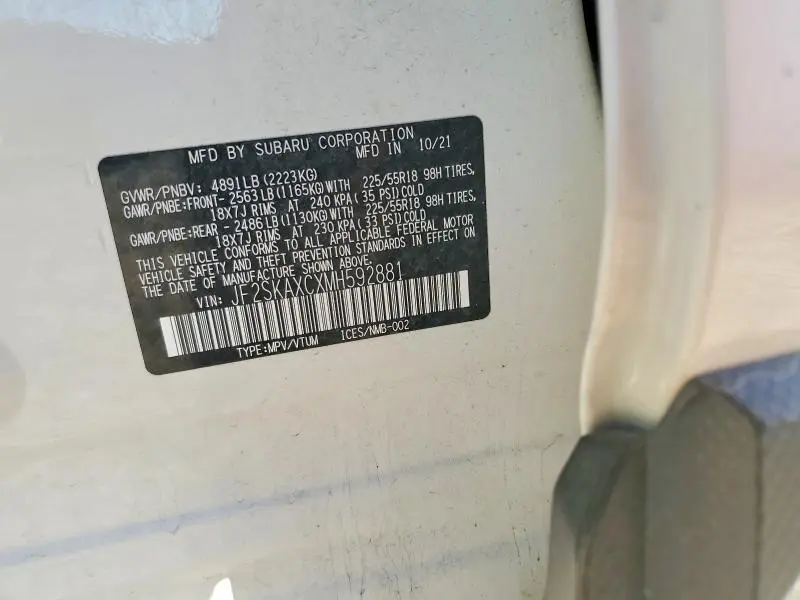 MFD BY SUBARU CORPORATION
MFD IN 10/21
GVWR/PNBV: 4891LB (2223KG)
GAWR/PNBE:FRONT- 2563LB (1165KG)WITH 225/55R18 98H TIRES,
18X7J RIMS AT 240 KPA( 35 PSI)COLD
GAWR/PNBE:REAR - 2486LB (1130KG)WITH 225/55R18 98H TIRES,
18X7J RIMS AT 230 KPA( 33 PSI)COLD
THIS VEHICLE CONFORMS TO ALL APPLICABLE FEDERAL MOTOR
VEHICLE SAFETY AND THEFT PREVENTION STANDARDS IN EFFECT ON
THE DATE OF MANUFACTURE SHOWN ABOVE.
VIN: JF2SKAXCXMH592881
TYPE:MPV/VTUM ICES/NMB-002